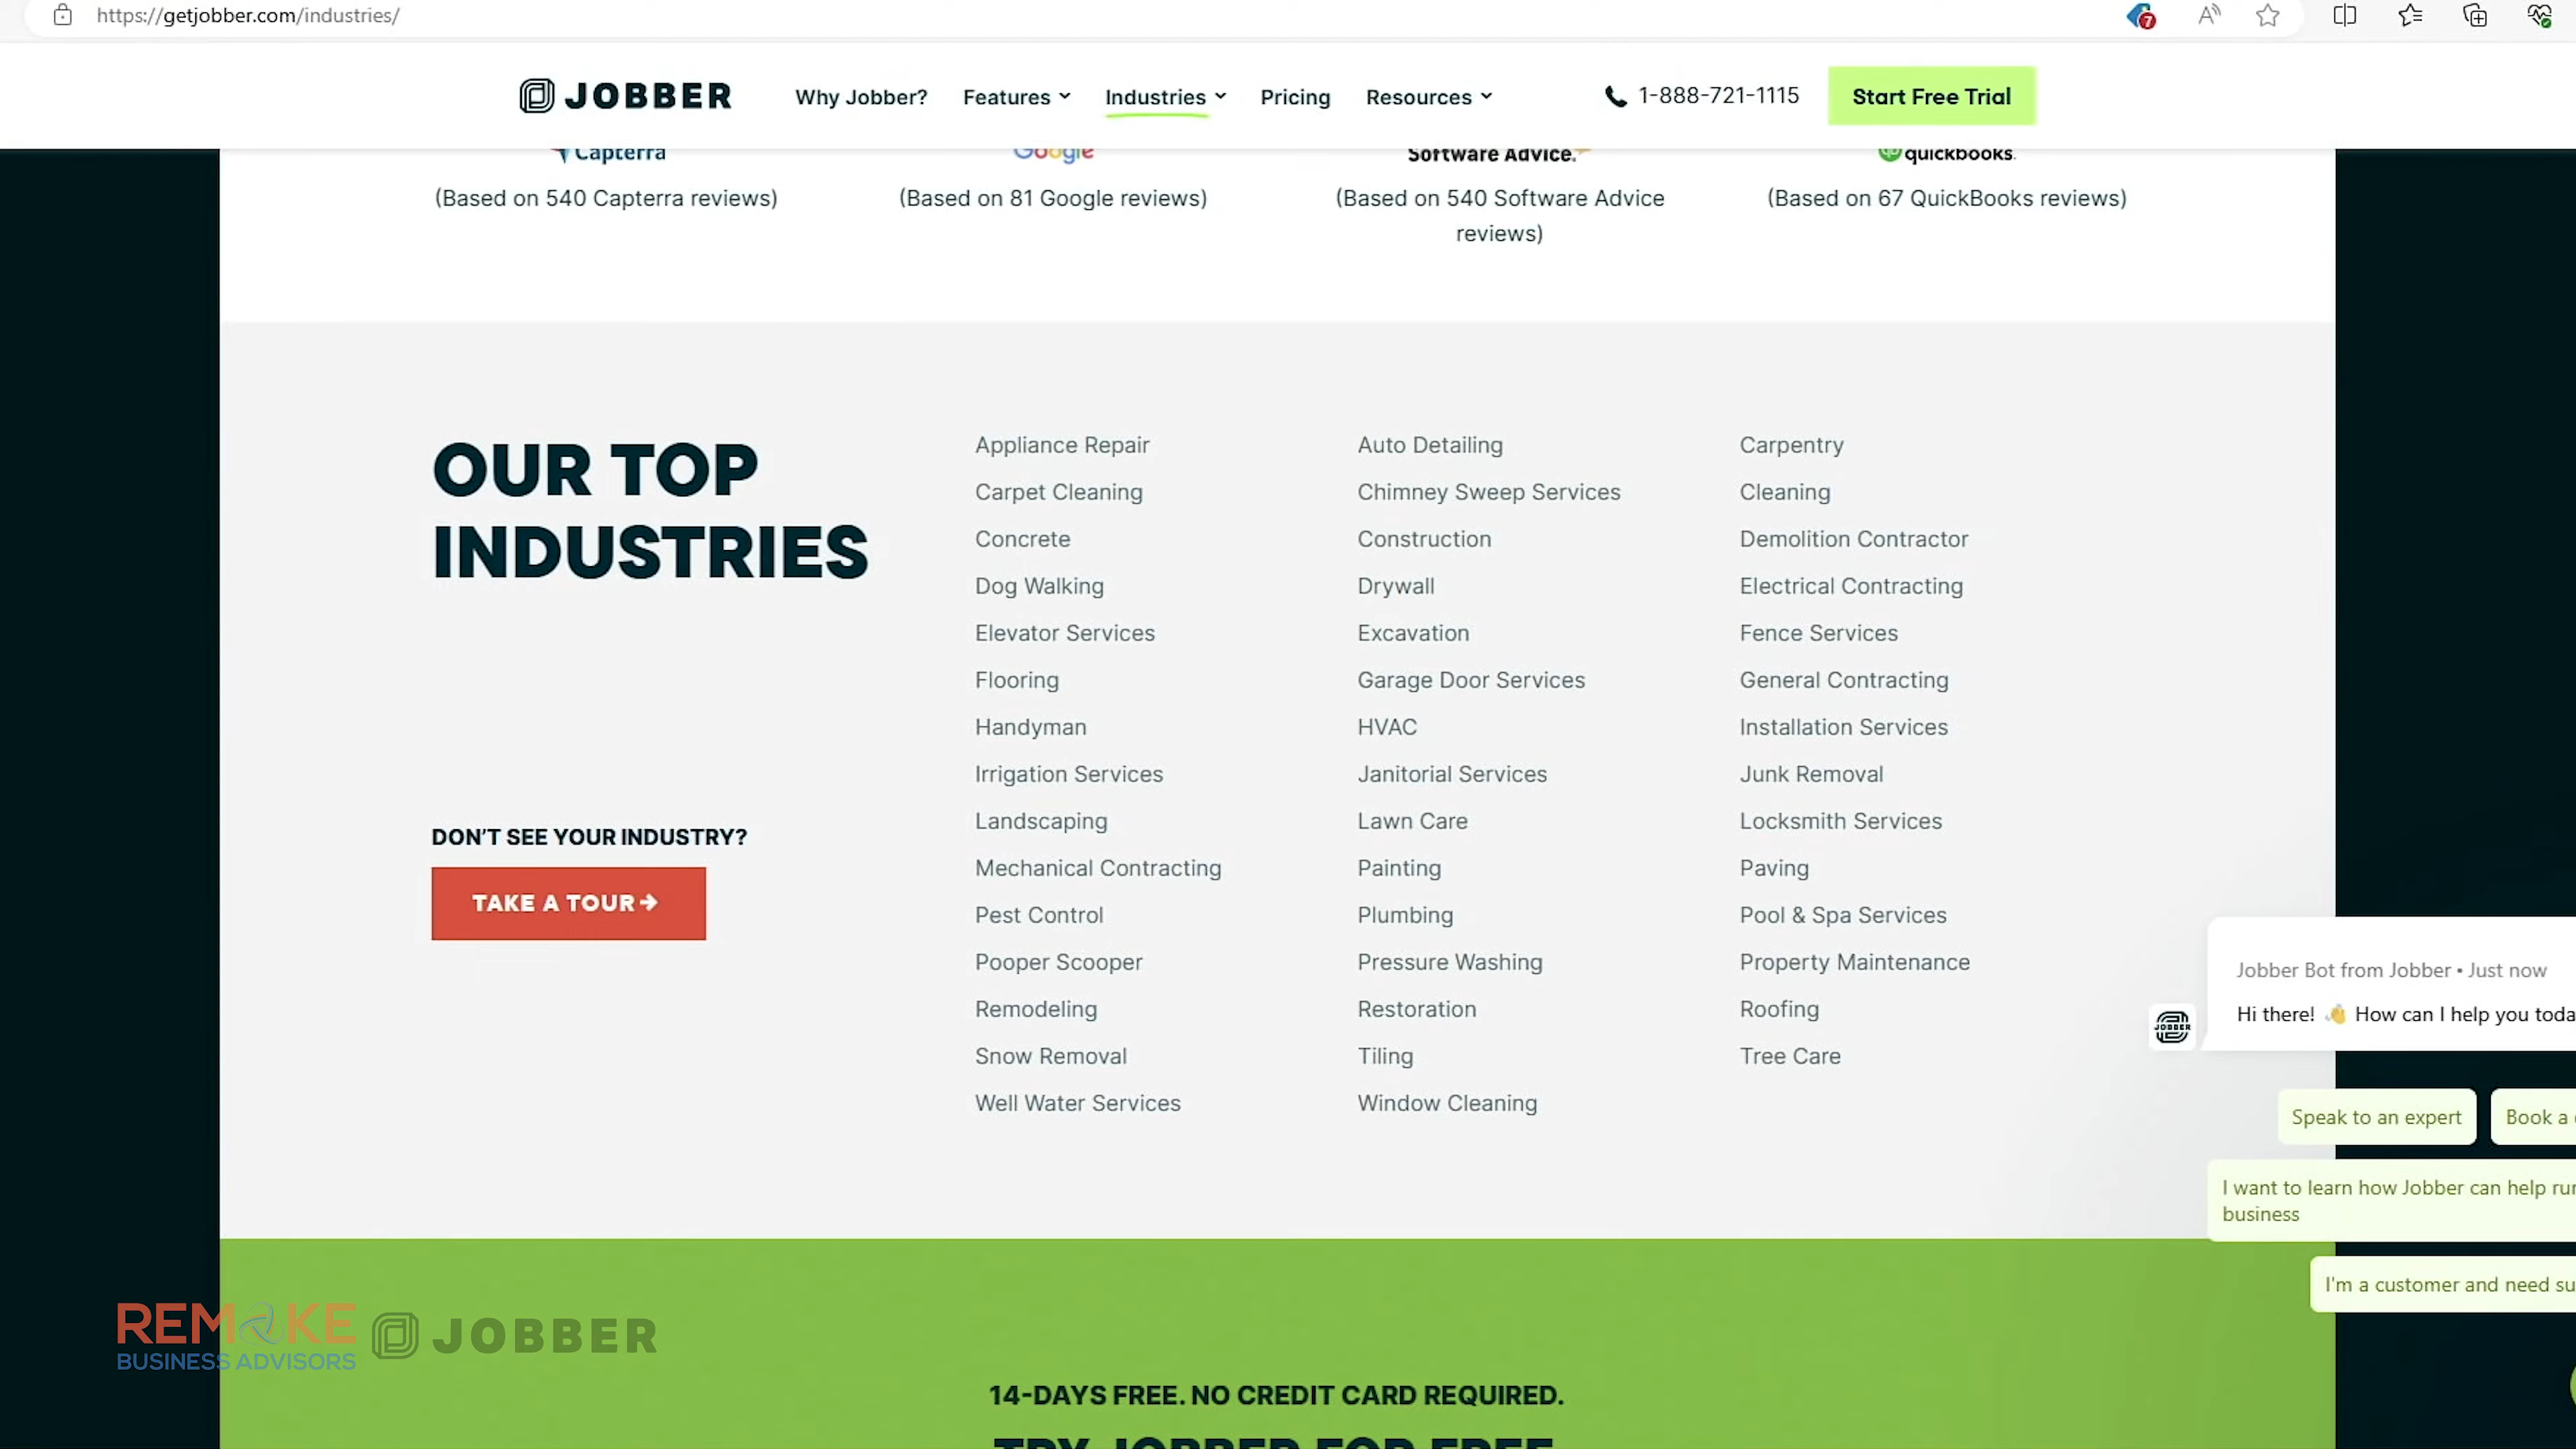 https://getjobber.com/industries/
7
JOBBER
Why Jobber?
Features
Industries
Pricing
Resources
1-888-721-1115
Start Free Trial
Capterra
Google
Software Advice.
quickbooks.
(Based on 540 Capterra reviews)
(Based on 81 Google reviews)
(Based on 540 Software Advice
reviews)
(Based on 67 QuickBooks reviews)
OUR TOP
INDUSTRIES
DON'T SEE YOUR INDUSTRY?
TAKE A TOUR→
Appliance Repair
Carpet Cleaning
Concrete
Dog Walking
Elevator Services
Flooring
Handyman
Irrigation Services
Landscaping
Mechanical Contracting
Pest Control
Pooper Scooper
Remodeling
Snow Removal
Well Water Services
Auto Detailing
Chimney Sweep Services
Construction
Drywall
Excavation
Garage Door Services
HVAC
Janitorial Services
Lawn Care
Painting
Plumbing
Pressure Washing
Restoration
Tiling
Window Cleaning
Carpentry
Cleaning
Demolition Contractor
Electrical Contracting
Fence Services
General Contracting
Installation Services
Junk Removal
Locksmith Services
Paving
Pool & Spa Services
Property Maintenance
Roofing
Tree Care
Jobber Bot from Jobber • Just now
JOBBER
Hi there! 👋 How can I help you toda
Speak to an expert
Book a
I want to learn how Jobber can help run
business
I'm a customer and need su
REMAKE
BUSINESS ADVISORS
JOBBER
14-DAYS FREE. NO CREDIT CARD REQUIRED.
TRY JOBBER FOR FREE